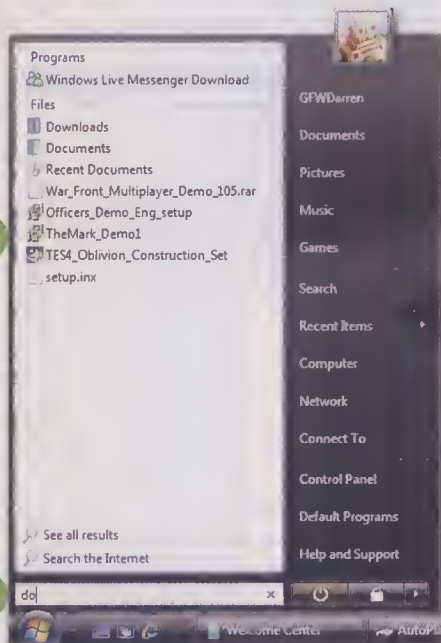 Programs
Windows Live Messenger Download
Files
Downloads
Documents
Recent Documents
War_Front_Multiplayer_Demo_105.rar
Officers_Demo_Eng_setup
TheMark_Demo1
TES4_Oblivion_Construction_Set
setup.inx
See all results
Search the Internet
do
GFWDarren
Documents
Pictures
Music
Games
Search
Recent Items
Computer
Network
Connect To
Control Panel
Default Programs
Help and Support
Welcome Cente
AutoP